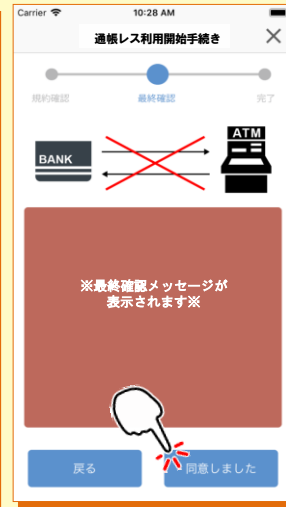 Carrier 10:28 AM
通帳レス利用開始手続き
規約確認 最終確認 完了
BANK
ATM
※最終確認メッセージが
表示されます※
戻る 同意しました